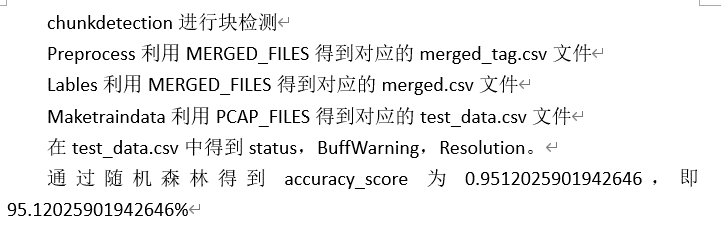 chunkdetection 进行块检测
Preprocess 利用 MERGED_FILES 得到对应的 merged_tag.csv 文件
Lables 利用 MERGED_FILES 得到对应的 merged.csv 文件
Maketraindata 利用 PCAP_FILES 得到对应的 test_data.csv 文件
在 test_data.csv 中得到 status，BuffWarning，Resolution。
通过随机森林得到 accuracy_score 为 0.9512025901942646，即
95.12025901942646%